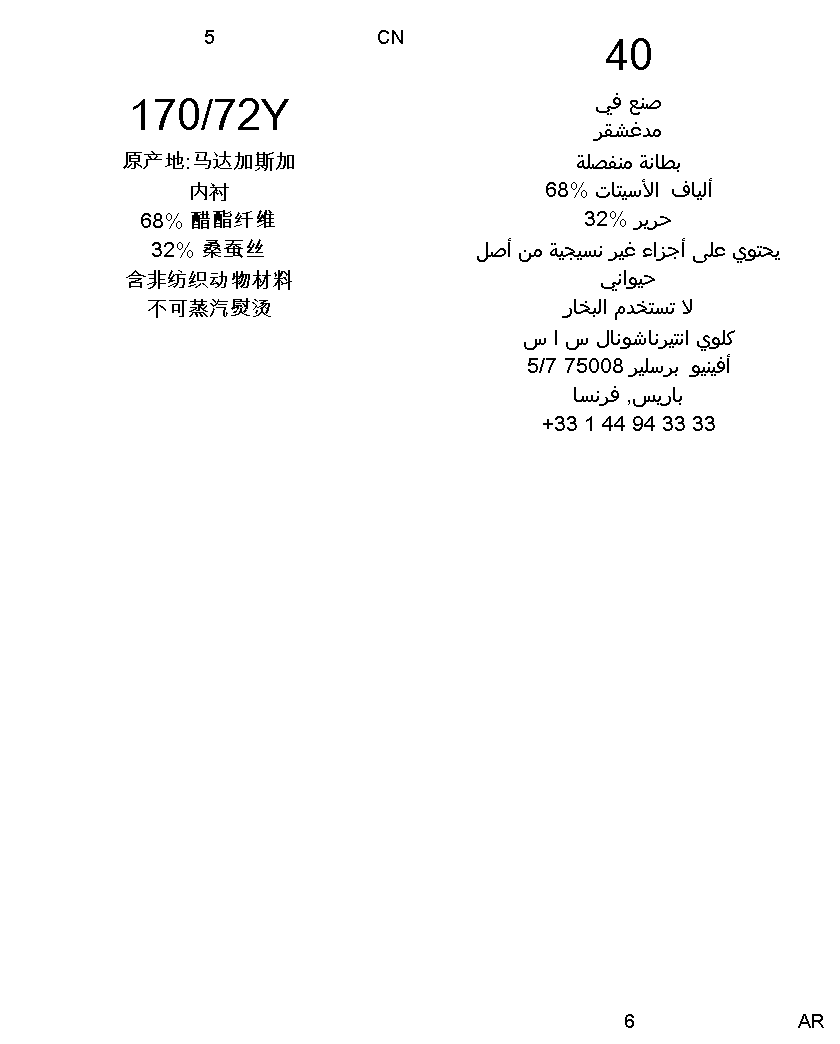 5
CN
170/72Y
原产地:马达加斯加
内衬
68% 醋酯纤维
32% 桑蚕丝
含非纺织动物材料
不可蒸汽熨烫
40
صنع في
مدغشقر
بطانة منفصلة
68% ألياف الأسيتات
32% حرير
يحتوي على أجزاء غير نسيجية من أصل
حيواني
لا تستخدم البخار
كلوي انتيرناشونال س ا س
5/7 75008 أفينيو برسلير
باريس, فرنسا
+33 1 44 94 33 33
6
AR